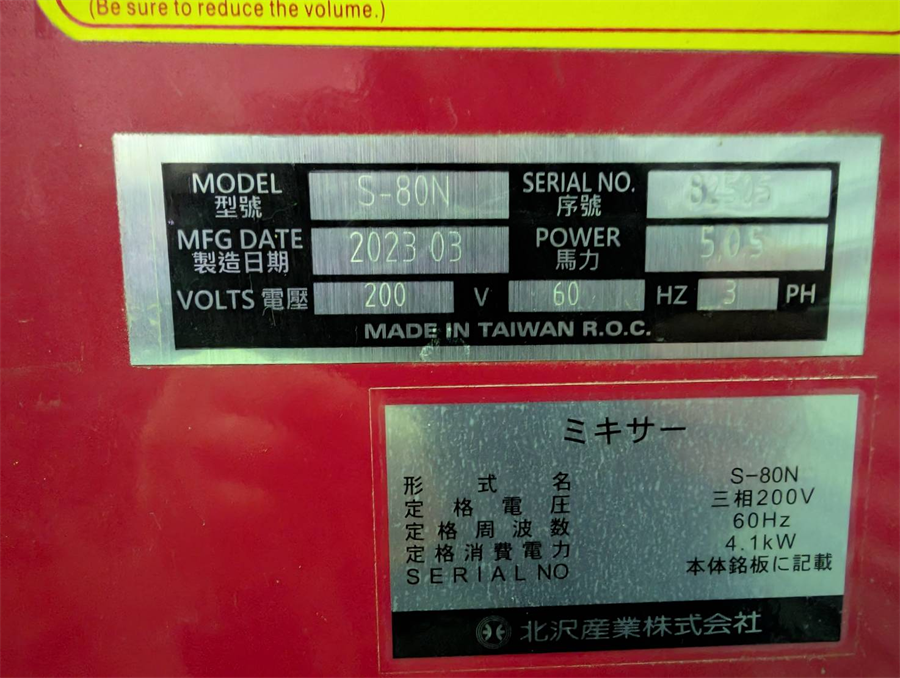 (Be sure to reduce the volume.)
MODEL S-80N SERIAL NO.
型號 序號
MFG DATE 2023 03 POWER 5.05
製造日期 馬力
VOLTS 電壓 200 V 60 HZ 3 PH
MADE IN TAIWAN R.O.C.
ミキサー
形式名 S-80N
定格電圧 三相200V
定格周波数 60Hz
定格消費電力 4.1kW
SERIAL NO 本体銘板に記載
北沢産業株式会社